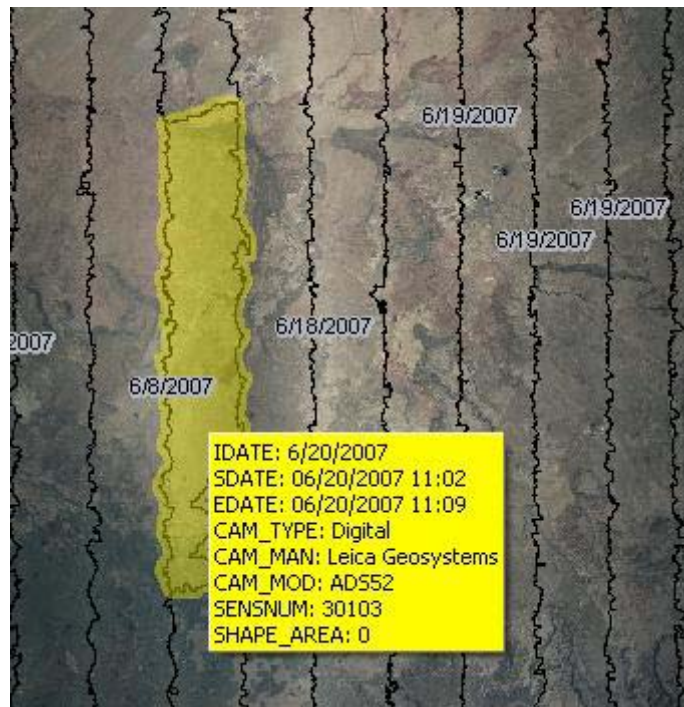 6/19/2007
6/19/2007
6/19/2007
6/18/2007
2007
6/8/2007
IDATE: 6/20/2007
SDATE: 06/20/2007 11:02
EDATE: 06/20/2007 11:09
CAM_TYPE: Digital
CAM_MAN: Leica Geosystems
CAM_MOD: ADS52
SENSNUM: 30103
SHAPE_AREA: 0